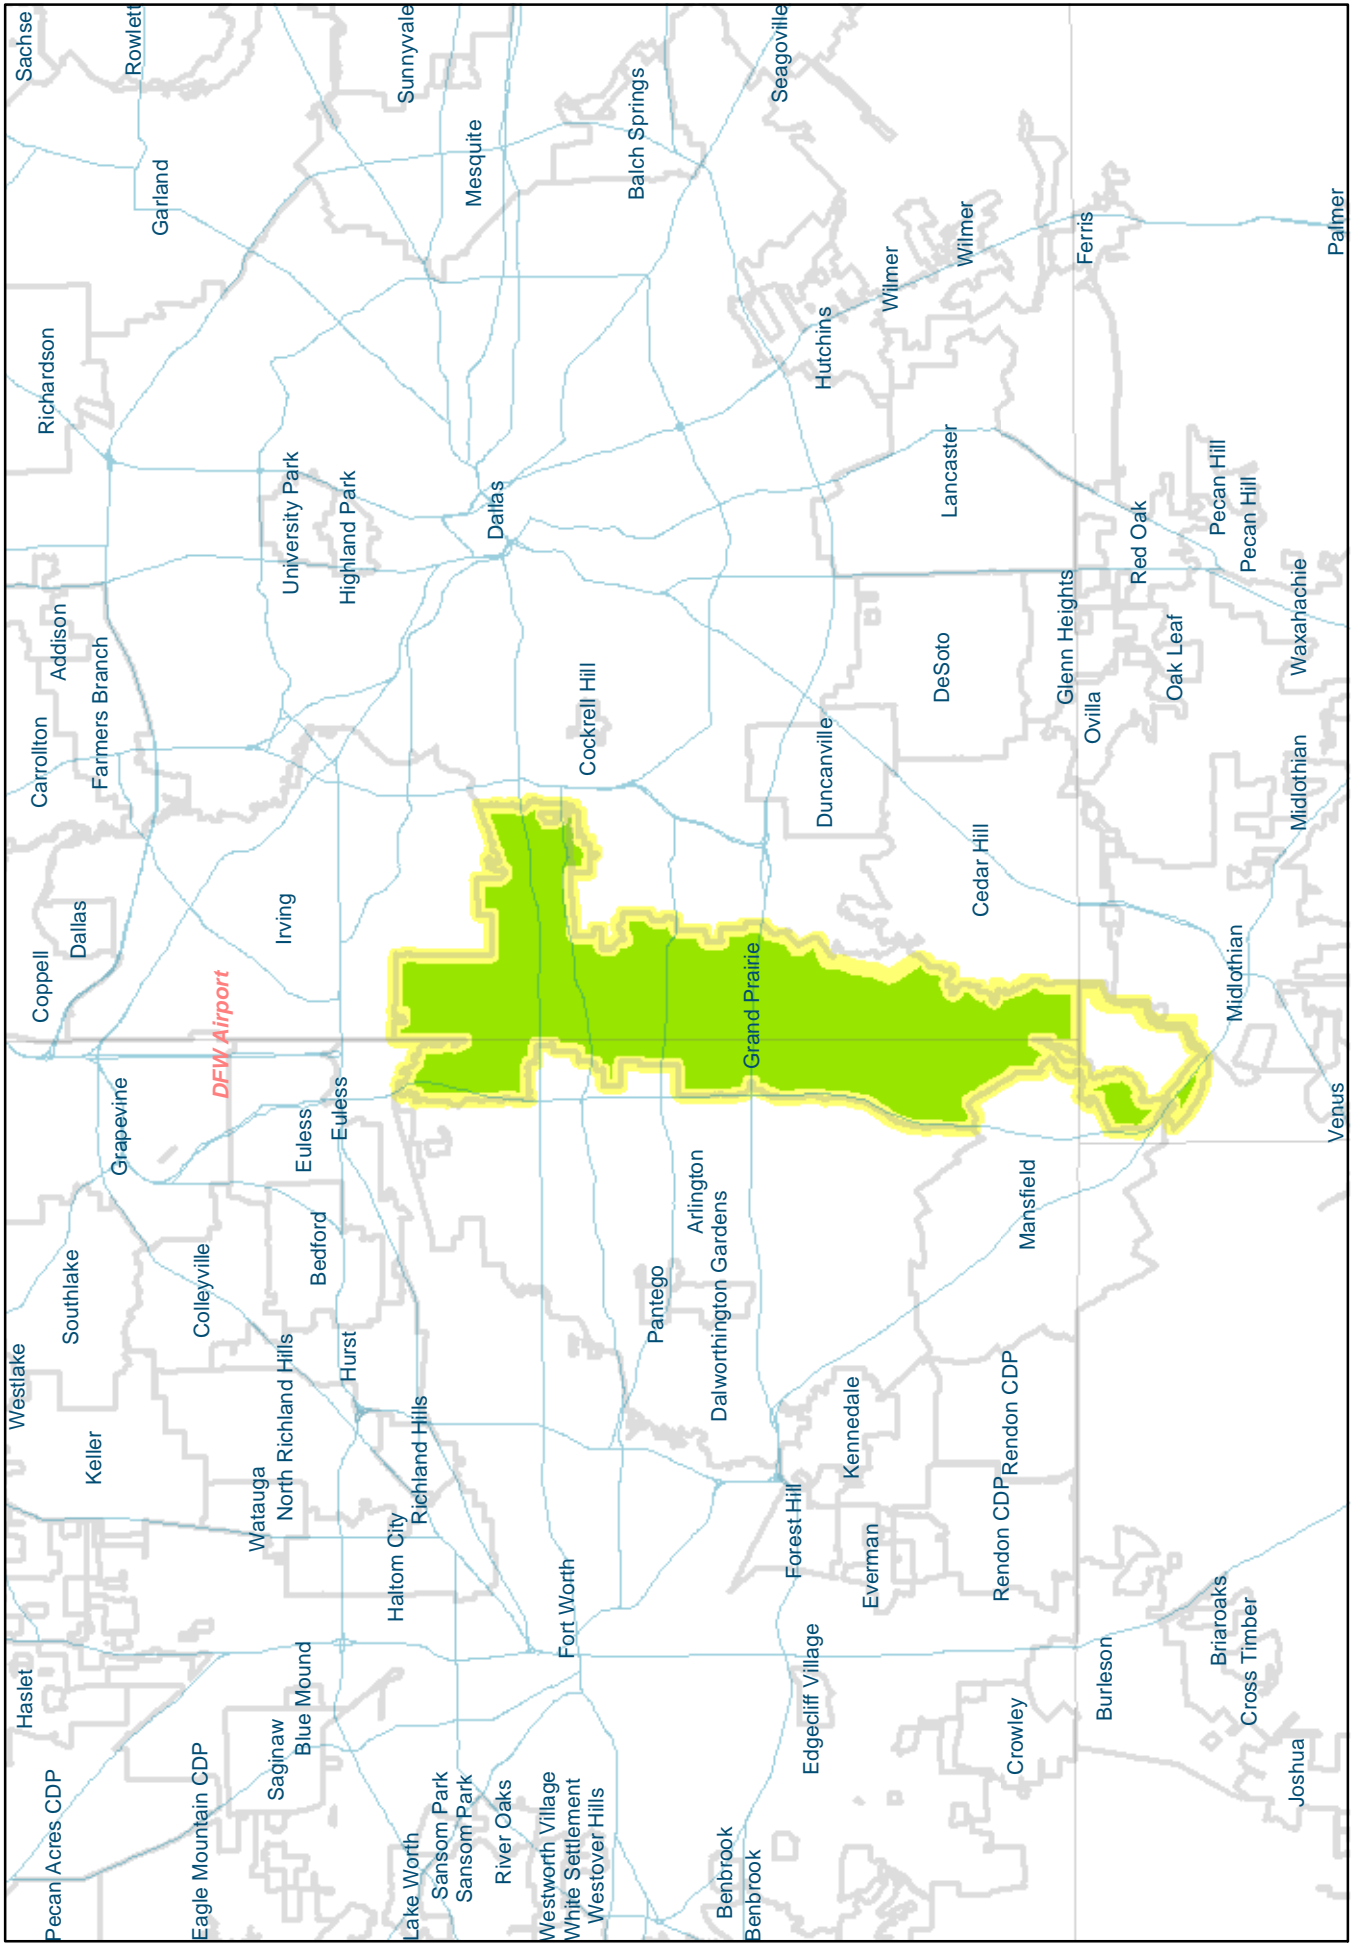 Pecan Acres CDP
Haslet
Keller
Westlake
Southlake
Grapevine
Coppell
Dallas
Carrollton
Farmers Branch
Addison
Richardson
Garland
Rowlett
Sachse
Eagle Mountain CDP
Saginaw
Blue Mound
Watauga
North Richland Hills
Colleyville
Bedford
Hurst
Euless
Euless
DFW Airport
Irving
University Park
Highland Park
Sunnyvale
Lake Worth
Sansom Park
Sansom Park
River Oaks
Haltom City
Richland Hills
Dallas
Mesquite
Westworth Village
White Settlement
Westover Hills
Fort Worth
Cockrell Hill
Balch Springs
Pantego
Arlington
Dalworthington Gardens
Benbrook
Benbrook
Grand Prairie
Seagoville
Edgecliff Village
Forest Hill
Kennedale
Everman
Duncanville
Hutchins
Wilmer
Wilmer
Crowley
Rendon CDP
Rendon CDP
Mansfield
Cedar Hill
DeSoto
Lancaster
Burleson
Glenn Heights
Ovilla
Ferris
Red Oak
Oak Leaf
Pecan Hill
Pecan Hill
Briaroaks
Cross Timber
Joshua
Venus
Midlothian
Midlothian
Waxahachie
Palmer